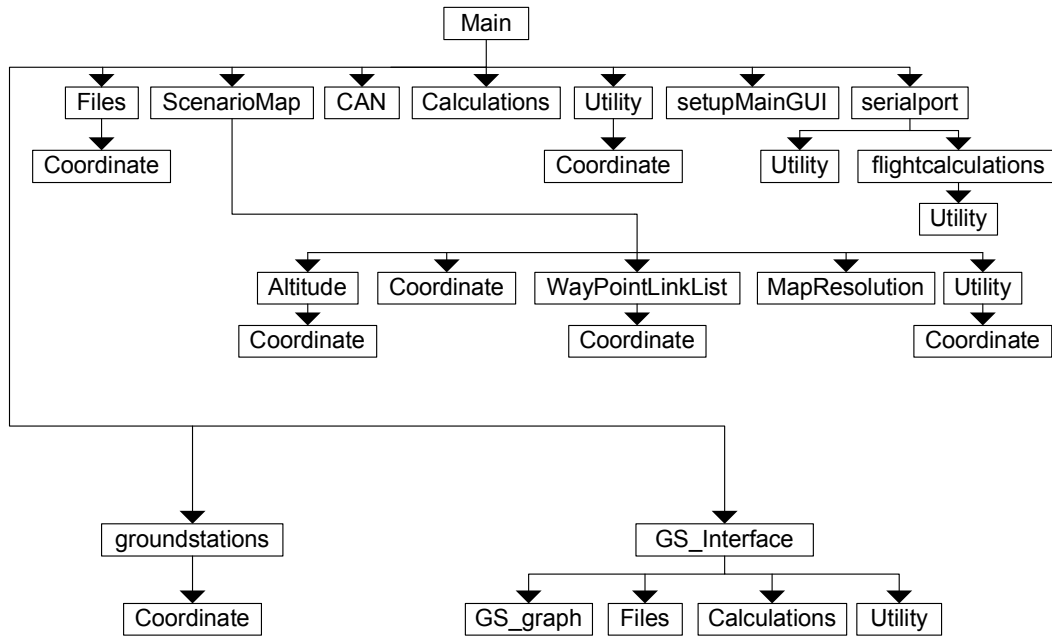 Main
Files
ScenarioMap
CAN
Calculations
Utility
setupMainGUI
serialport
Coordinate
Coordinate
Utility
flightcalculations
Utility
Altitude
Coordinate
WayPointLinkList
MapResolution
Utility
Coordinate
Coordinate
Coordinate
groundstations
GS_Interface
Coordinate
GS_graph
Files
Calculations
Utility